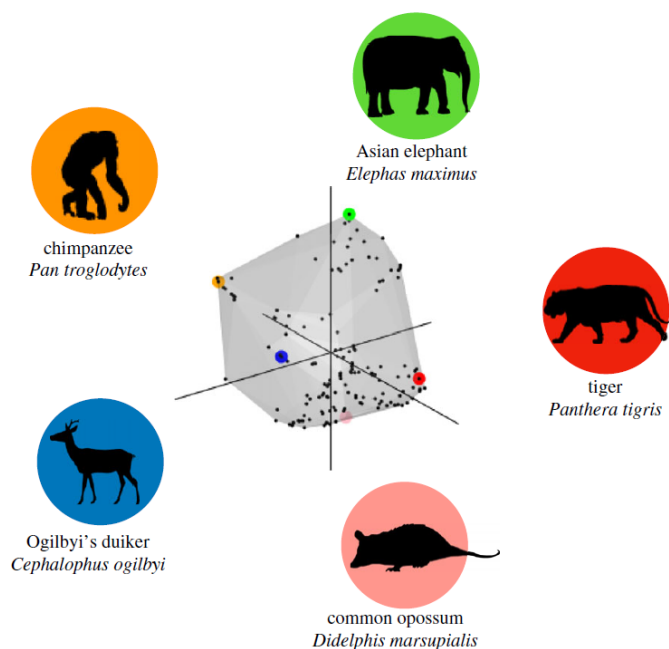 Asian elephant
Elephas maximus
chimpanzee
Pan troglodytes
tiger
Panthera tigris
Ogilbyi's duiker
Cephalophus ogilbyi
common opossum
Didelphis marsupialis